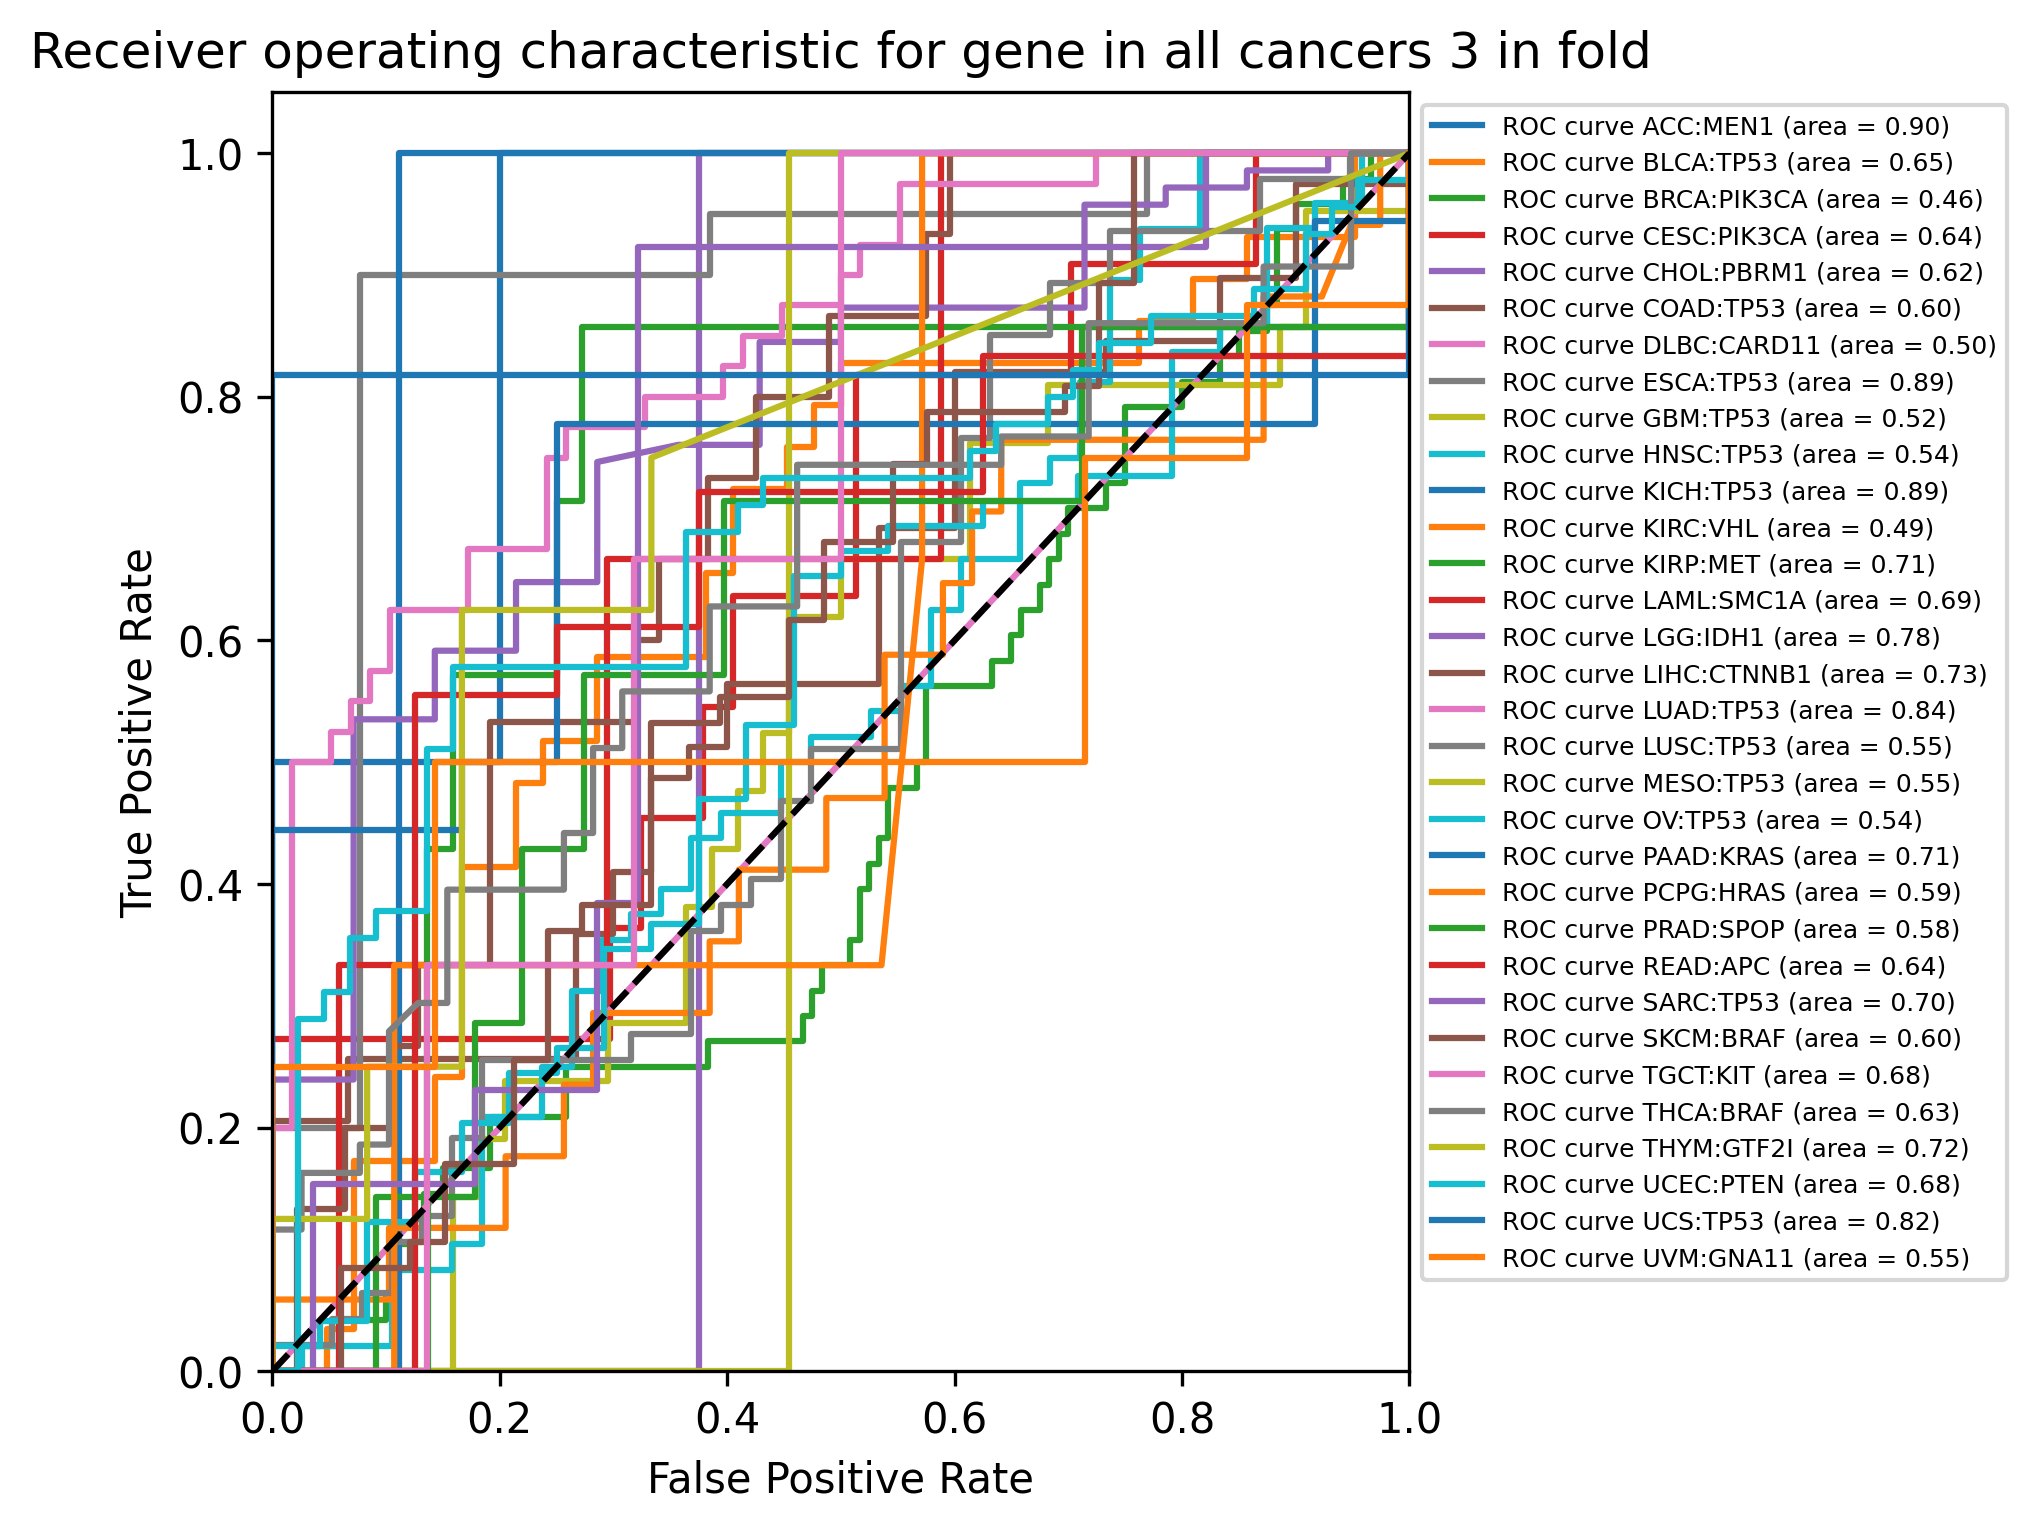 Receiver operating characteristic for gene in all cancers 3 in fold
True Positive Rate
1.0
0.8
0.6
0.4
0.2
0.0
0.0 0.2 0.4 0.6 0.8 1.0
False Positive Rate
ROC curve ACC:MEN1 (area = 0.90)
ROC curve BLCA:TP53 (area = 0.65)
ROC curve BRCA:PIK3CA (area = 0.46)
ROC curve CESC:PIK3CA (area = 0.64)
ROC curve CHOL:PBRM1 (area = 0.62)
ROC curve COAD:TP53 (area = 0.60)
ROC curve DLBC:CARD11 (area = 0.50)
ROC curve ESCA:TP53 (area = 0.89)
ROC curve GBM:TP53 (area = 0.52)
ROC curve HNSC:TP53 (area = 0.54)
ROC curve KICH:TP53 (area = 0.89)
ROC curve KIRC:VHL (area = 0.49)
ROC curve KIRP:MET (area = 0.71)
ROC curve LAML:SMC1A (area = 0.69)
ROC curve LGG:IDH1 (area = 0.78)
ROC curve LIHC:CTNNB1 (area = 0.73)
ROC curve LUAD:TP53 (area = 0.84)
ROC curve LUSC:TP53 (area = 0.55)
ROC curve MESO:TP53 (area = 0.55)
ROC curve OV:TP53 (area = 0.54)
ROC curve PAAD:KRAS (area = 0.71)
ROC curve PCPG:HRAS (area = 0.59)
ROC curve PRAD:SPOP (area = 0.58)
ROC curve READ:APC (area = 0.64)
ROC curve SARC:TP53 (area = 0.70)
ROC curve SKCM:BRAF (area = 0.60)
ROC curve TGCT:KIT (area = 0.68)
ROC curve THCA:BRAF (area = 0.63)
ROC curve THYM:GTF2I (area = 0.72)
ROC curve UCEC:PTEN (area = 0.68)
ROC curve UCS:TP53 (area = 0.82)
ROC curve UVM:GNA11 (area = 0.55)